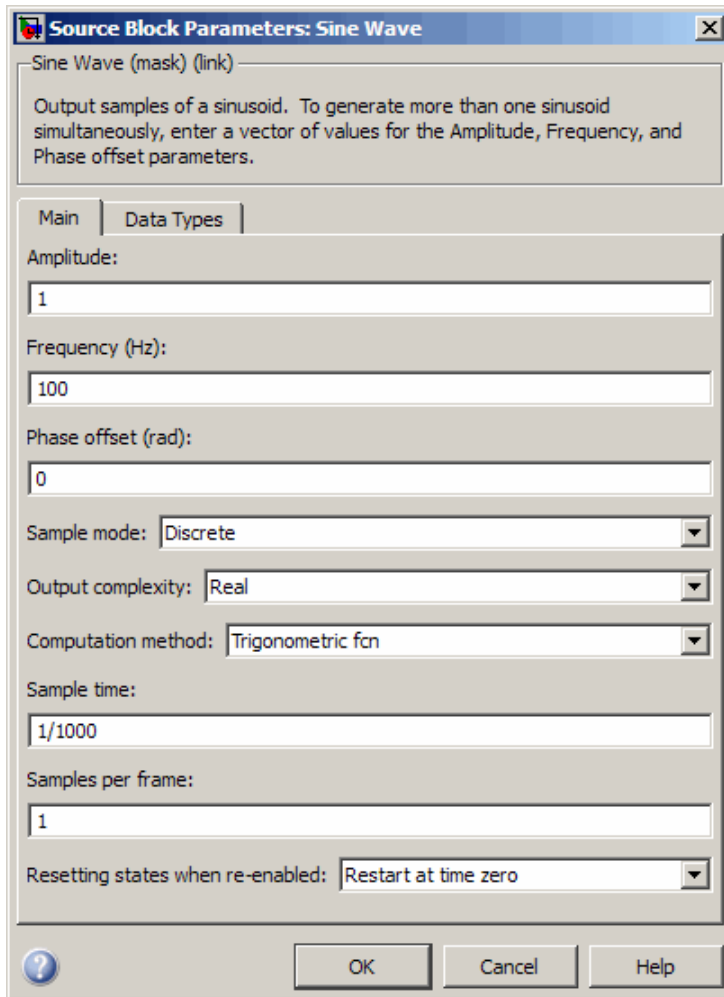 Source Block Parameters: Sine Wave
Sine Wave (mask) (link)
Output samples of a sinusoid. To generate more than one sinusoid
simultaneously, enter a vector of values for the Amplitude, Frequency, and
Phase offset parameters.
Main Data Types
Amplitude:
1
Frequency (Hz):
100
Phase offset (rad):
0
Sample mode: Discrete
Output complexity: Real
Computation method: Trigonometric fcn
Sample time:
1/1000
Samples per frame:
1
Resetting states when re-enabled: Restart at time zero
? OK Cancel Help